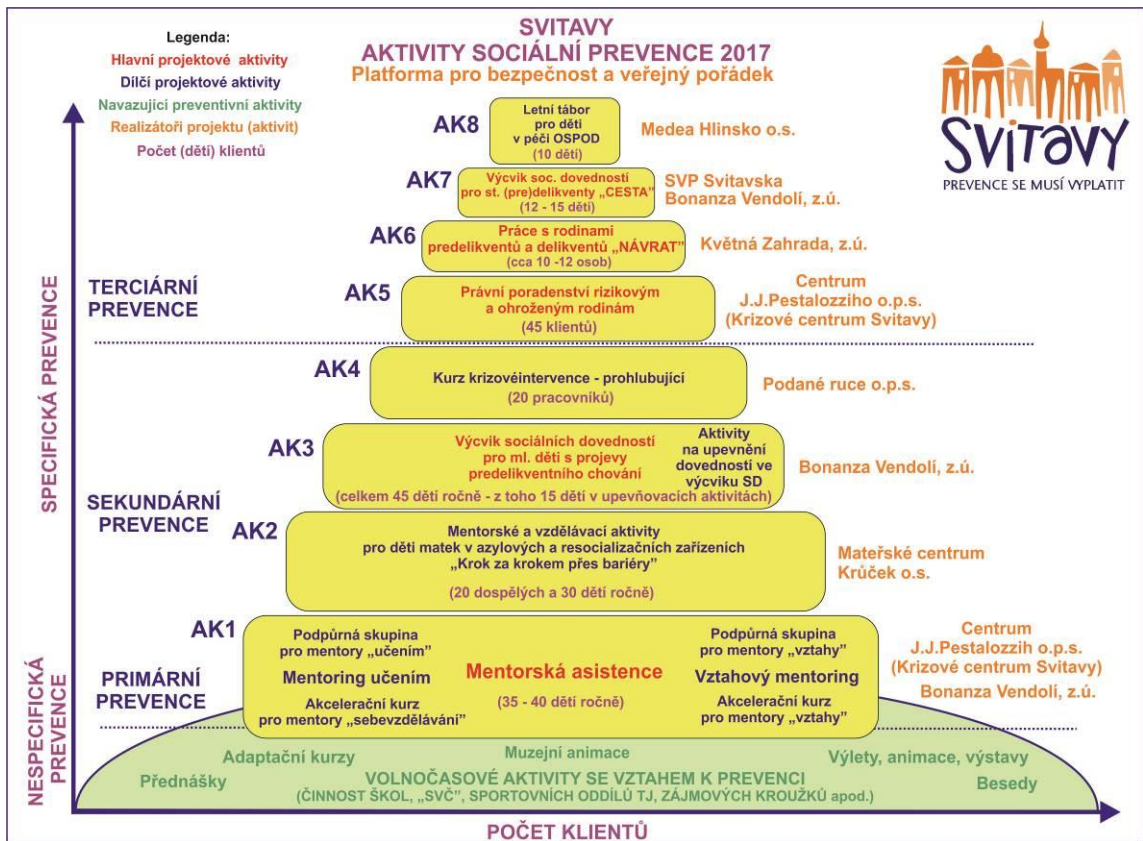 SVITAVY
AKTIVITY SOCIÁLNÍ PREVENCE 2017
Platforma pro bezpečnost a veřejný pořádek
Legenda:
Hlavní projektové aktivity
Dílčí projektové aktivity
Navazující preventivní aktivity
Realizátoři projektu (aktivit)
Počet (dětí) klientů
SVITAVY
PREVENCE SE MUSÍ VYPLATIT
AK8
Letní tábor
pro děti
v péči OSPOD
(10 dětí)
Medea Hlinsko o.s.
AK7
Výcvik soc. dovedností
pro st. (pre)delikventy „CESTA”
(12 - 15 dětí)
SVP Svitavska
Bonanza Vendolí, z.ú.
AK6
Práce s rodinami
predelikventů a delikventů „NÁVRAT”
(cca 10 -12 osob)
Květná Zahrada, z.ú.
TERCIÁRNÍ
PREVENCE
AK5
Právní poradenství rizikovým
a ohroženým rodinám
(45 klientů)
Centrum
J.J.Pestalozziho o.p.s.
(Krizové centrum Svitavy)
SPECIFICKÁ PREVENCE
AK4
Kurz krizovéintervence - prohlubující
(20 pracovníků)
Podané ruce o.p.s.
AK3
Výcvik sociálních dovedností
pro ml. děti s projevy
predelikventního chování
Aktivity
na upevnění
dovedností ve
výcviku SD
(celkem 45 dětí ročně - z toho 15 dětí v upevňovacích aktivitách)
Bonanza Vendolí, z.ú.
SEKUNDÁRNÍ
PREVENCE
AK2
Mentorské a vzdělávací aktivity
pro děti matek v azylových a resocializačních zařízeních
„Krok za krokem přes bariéry”
(20 dospělých a 30 dětí ročně)
Mateřské centrum
Krůček o.s.
AK1
Podpůrná skupina
pro mentory „učením”
Mentoring učením
Akcelerační kurz
pro mentory „sebevzdělávání”
Mentorská asistence
(35 - 40 dětí ročně)
Podpůrná skupina
pro mentory „vztahy”
Vztahový mentoring
Akcelerační kurz
pro mentory „vztahy”
Centrum
J.J.Pestalozzih o.p.s.
(Krizové centrum Svitavy)
Bonanza Vendolí, z.ú.
PRIMÁRNÍ
PREVENCE
NESPECIFICKÁ
PREVENCE
Adaptační kurzy
Muzejní animace
Výlety, animace, výstavy
Přednášky
Besedy
VOLNOČASOVÉ AKTIVITY SE VZTAHEM K PREVENCI
(ČINNOST ŠKOL, „SVČ”, SPORTOVNÍCH ODDÍLŮ TJ, ZÁJMOVÝCH KROUŽKŮ apod.)
POČET KLIENTŮ